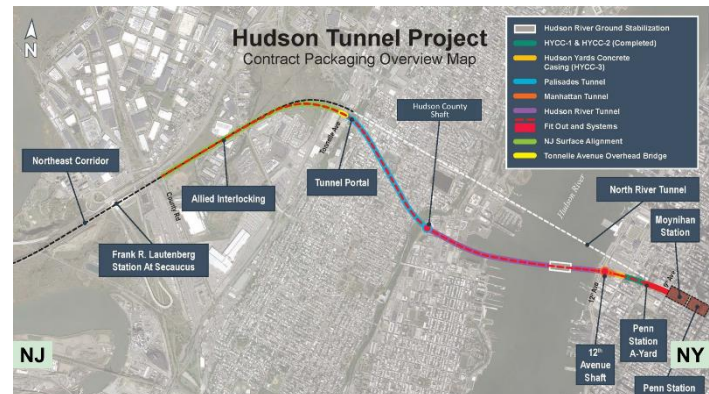 Hudson Tunnel Project
Contract Packaging Overview Map
N
Hudson River Ground Stabilization
HYCC-1 & HYCC-2 (Completed)
Hudson Yards Concrete
Casing (HYCC-3)
Palisades Tunnel
Manhattan Tunnel
Hudson River Tunnel
Fit Out and Systems
NJ Surface Alignment
Tonnelle Avenue Overhead Bridge
Hudson County
Shaft
Tonnelle Ave
Northeast Corridor
Allied Interlocking
Tunnel Portal
County Rd
Frank R. Lautenberg
Station At Secaucus
Hudson River
North River Tunnel
Moynihan
Station
9th Ave
12th Ave
Penn
Station
A-Yard
12th
Avenue
Shaft
Penn Station
NJ
NY